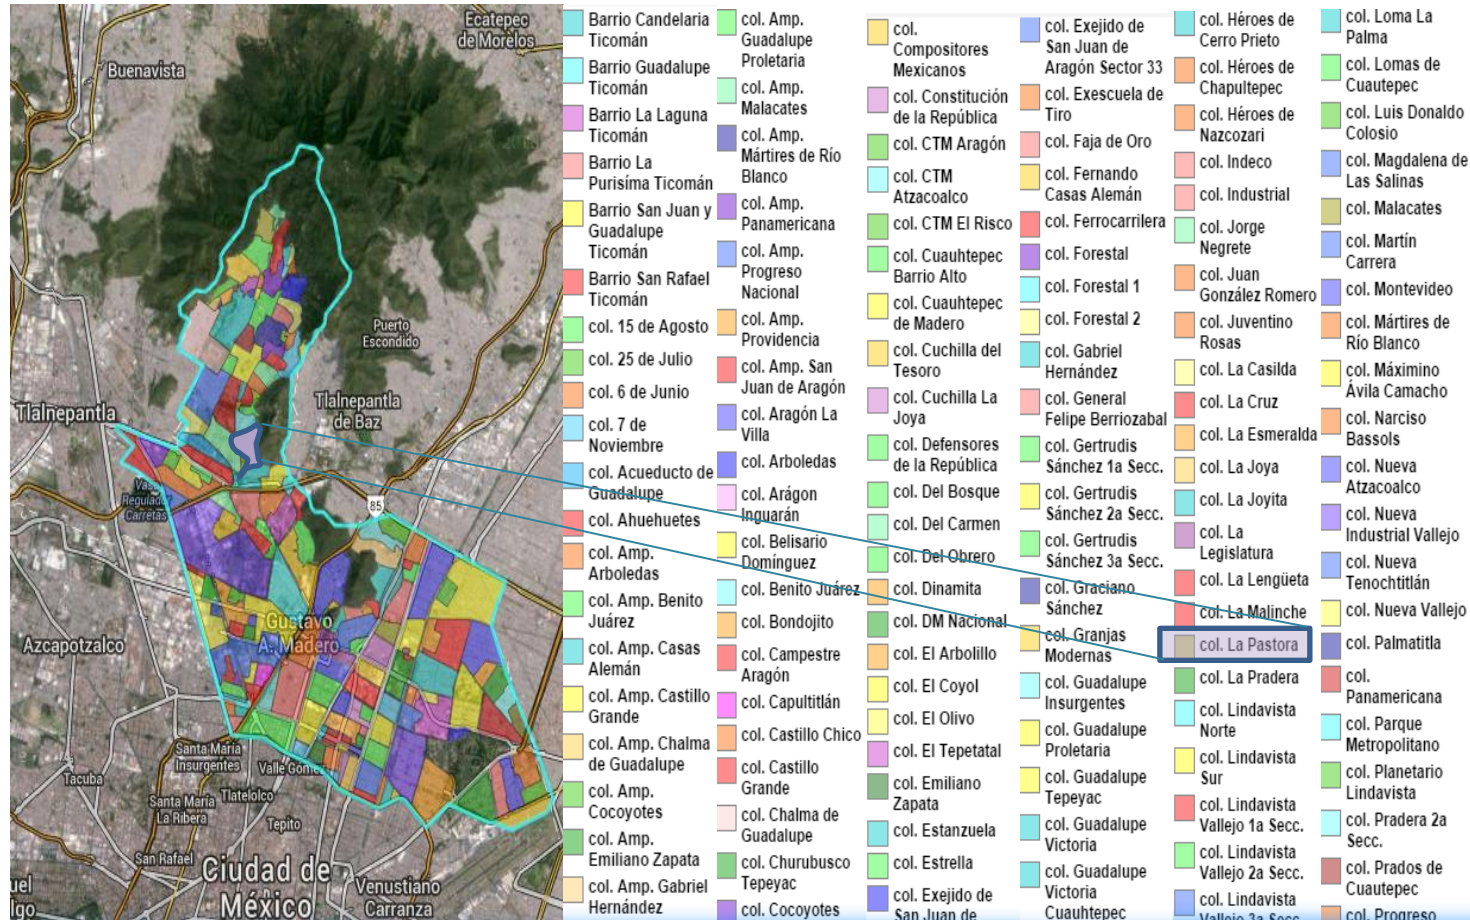 Ecatepec
de Morelos
Buenavista
Puerto
Escondido
Tlalnepantla
Tlalnepantla
de Baz
Vaso
Regulador
Carretas
85
Gustavo
A. Madero
Azcapotzalco
Santa María
Insurgentes
Valle Gómez
Tacuba
Tlatelolco
Santa María
La Ribera
Tepito
San Rafael
Ciudad de
México
Venustiano
Carranza
uel
lgo
Barrio Candelaria
Ticomán
Barrio Guadalupe
Ticomán
Barrio La Laguna
Ticomán
Barrio La
Purisíma Ticomán
Barrio San Juan y
Guadalupe
Ticomán
Barrio San Rafael
Ticomán
col. 15 de Agosto
col. 25 de Julio
col. 6 de Junio
col. 7 de
Noviembre
col. Acueducto de
Guadalupe
col. Ahuehuetes
col. Amp.
Arboledas
col. Amp. Benito
Juárez
col. Amp. Casas
Alemán
col. Amp. Castillo
Grande
col. Amp. Chalma
de Guadalupe
col. Amp.
Cocoyotes
col. Amp.
Emiliano Zapata
col. Amp. Gabriel
Hernández
col. Amp.
Guadalupe
Proletaria
col. Amp.
Malacates
col. Amp.
Mártires de Río
Blanco
col. Amp.
Panamericana
col. Amp.
Progreso
Nacional
col. Amp.
Providencia
col. Amp. San
Juan de Aragón
col. Aragón La
Villa
col. Arboledas
col. Arágon
Inguarán
col. Belisario
Domínguez
col. Benito Juárez
col. Bondojito
col. Campestre
Aragón
col. Capultitlán
col. Castillo Chico
col. Castillo
Grande
col. Chalma de
Guadalupe
col. Churubusco
Tepeyac
col. Cocoyotes
col.
Compositores
Mexicanos
col. Constitución
de la República
col. CTM Aragón
col. CTM
Atzacoalco
col. CTM El Risco
col. Cuauhtepec
Barrio Alto
col. Cuauhtepec
de Madero
col. Cuchilla del
Tesoro
col. Cuchilla La
Joya
col. Defensores
de la República
col. Del Bosque
col. Del Carmen
col. Del Obrero
col. Dinamita
col. DM Nacional
col. El Arbolillo
col. El Coyol
col. El Olivo
col. El Tepetatal
col. Emiliano
Zapata
col. Estanzuela
col. Estrella
col. Exejido de
San Juan de
col. Exejido de
San Juan de
Aragón Sector 33
col. Exescuela de
Tiro
col. Faja de Oro
col. Fernando
Casas Alemán
col. Ferrocarrilera
col. Forestal
col. Forestal 1
col. Forestal 2
col. Gabriel
Hernández
col. General
Felipe Berriozabal
col. Gertrudis
Sánchez 1a Secc.
col. Gertrudis
Sánchez 2a Secc.
col. Gertrudis
Sánchez 3a Secc.
col. Graciano
Sánchez
col. Granjas
Modernas
col. Guadalupe
Insurgentes
col. Guadalupe
Proletaria
col. Guadalupe
Tepeyac
col. Guadalupe
Victoria
col. Guadalupe
Victoria
Cuauhtepec
col. Héroes de
Cerro Prieto
col. Héroes de
Chapultepec
col. Héroes de
Nazcozari
col. Indeco
col. Industrial
col. Jorge
Negrete
col. Juan
González Romero
col. Juventino
Rosas
col. La Casilda
col. La Cruz
col. La Esmeralda
col. La Joya
col. La Joyita
col. La
Legislatura
col. La Lengüeta
col. La Malinche
col. La Pastora
col. La Pradera
col. Lindavista
Norte
col. Lindavista
Sur
col. Lindavista
Vallejo 1a Secc.
col. Lindavista
Vallejo 2a Secc.
col. Lindavista
Vallejo 3a Secc.
col. Loma La
Palma
col. Lomas de
Cuautepec
col. Luis Donaldo
Colosio
col. Magdalena de
Las Salinas
col. Malacates
col. Martín
Carrera
col. Montevideo
col. Mártires de
Río Blanco
col. Máximino
Ávila Camacho
col. Narciso
Bassols
col. Nueva
Atzacoalco
col. Nueva
Industrial Vallejo
col. Nueva
Tenochtitlán
col. Nueva Vallejo
col. Palmatitla
col.
Panamericana
col. Parque
Metropolitano
col. Planetario
Lindavista
col. Pradera 2a
Secc.
col. Prados de
Cuautepec
col. Progreso